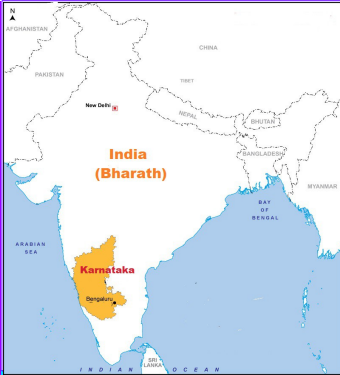 N
AFGHANISTAN
CHINA
PAKISTAN
TIBET
New Delhi
NEPAL
BHUTAN
India
(Bharath)
BANGLADESH
MYANMAR
BAY
OF
BENGAL
ARABIAN
SEA
Karnataka
Bengaluru
SRI
LANKA
INDIAN OCEAN